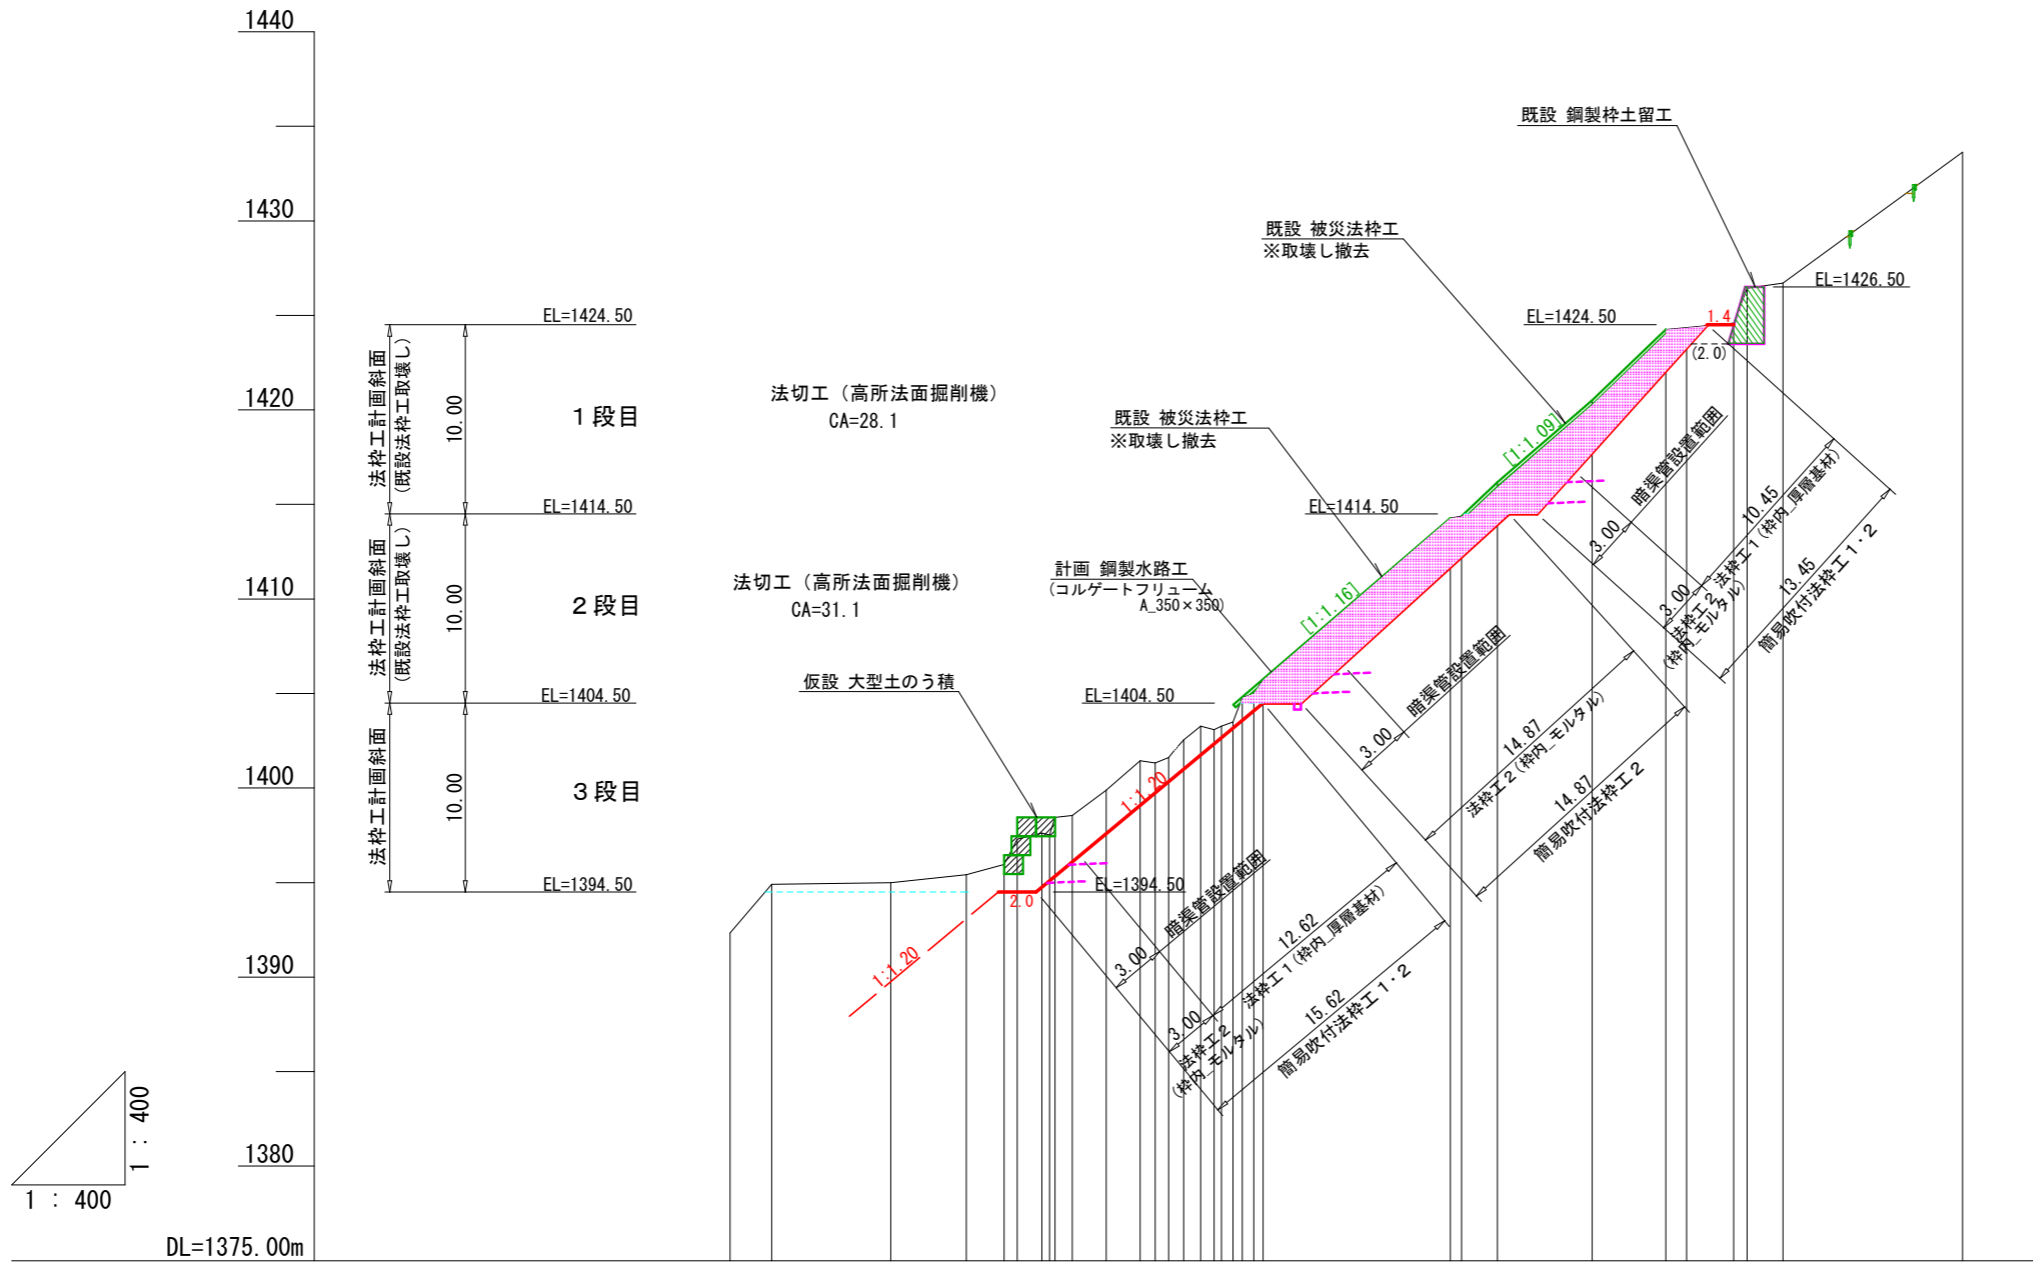 1440
1430
1420
1410
1400
1390
1380
DL=1375.00m
1 : 400
1 : 400
EL=1424.50
法枠工計画斜面
(既設法枠工取壊し)
10.00
1段目
EL=1414.50
法枠工計画斜面
(既設法枠工取壊し)
10.00
2段目
EL=1404.50
法枠工計画斜面
10.00
3段目
EL=1394.50
法切工(高所法面掘削機)
CA=28.1
法切工(高所法面掘削機)
CA=31.1
既設 鋼製枠土留工
既設 被災法枠工
※取壊し撤去
既設 被災法枠工
※取壊し撤去
計画 鋼製水路工
(コルゲートフリューム
A_350×350)
仮設 大型土のう積
EL=1426.50
EL=1424.50
1.4
(2.0)
[1:1.09]
EL=1414.50
[1:1.16]
EL=1404.50
1:1.20
EL=1394.50
2.0
1:1.20
暗渠管設置範囲
3.00
10.45
法枠工1(枠内_厚層基材)
3.00
法枠工2
(枠内_モルタル)
13.45
簡易吹付法枠工1・2
暗渠管設置範囲
3.00
14.87
法枠工2(枠内_モルタル)
14.87
簡易吹付法枠工2
暗渠管設置範囲
3.00
12.62
法枠工1(枠内_厚層基材)
3.00
法枠工2
(枠内_モルタル)
15.62
簡易吹付法枠工1・2